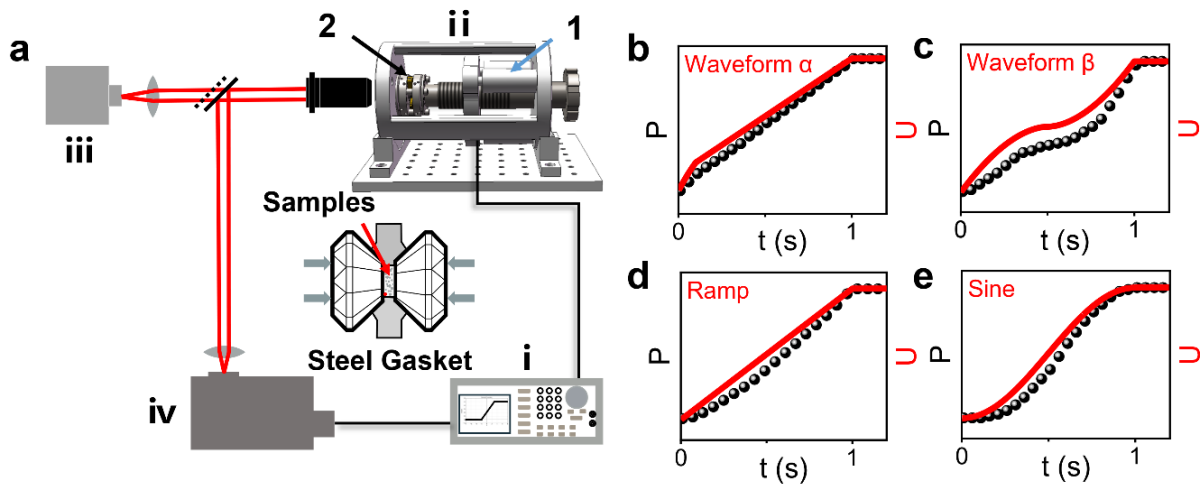 a
2
ii
1
iii
Samples
Steel Gasket
i
iv
b
Waveform α
P
U
0
1
t (s)
c
Waveform β
P
U
0
1
t (s)
d
Ramp
P
U
0
1
t (s)
e
Sine
P
U
0
1
t (s)